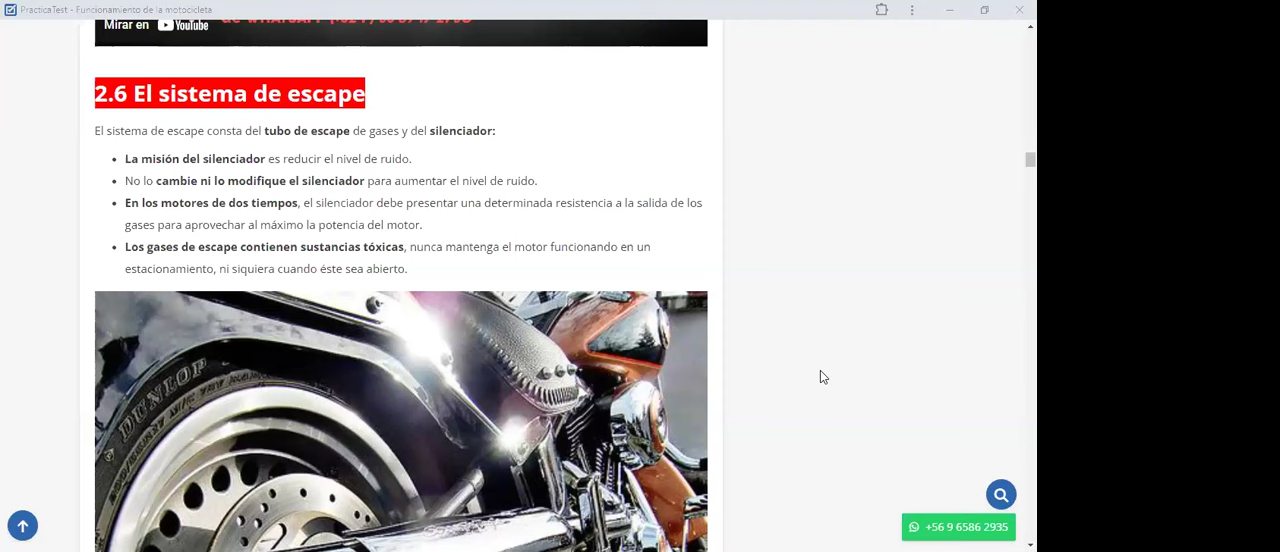 PracticaTest - Funcionamiento de la motocicleta
Mirar en YouTube
2.6 El sistema de escape
El sistema de escape consta del tubo de escape de gases y del silenciador:
• La misión del silenciador es reducir el nivel de ruido.
• No lo cambie ni lo modifique el silenciador para aumentar el nivel de ruido.
• En los motores de dos tiempos, el silenciador debe presentar una determinada resistencia a la salida de los
gases para aprovechar al máximo la potencia del motor.
• Los gases de escape contienen sustancias tóxicas, nunca mantenga el motor funcionando en un
estacionamiento, ni siquiera cuando éste sea abierto.
DUNLOP
+56 9 6586 2935